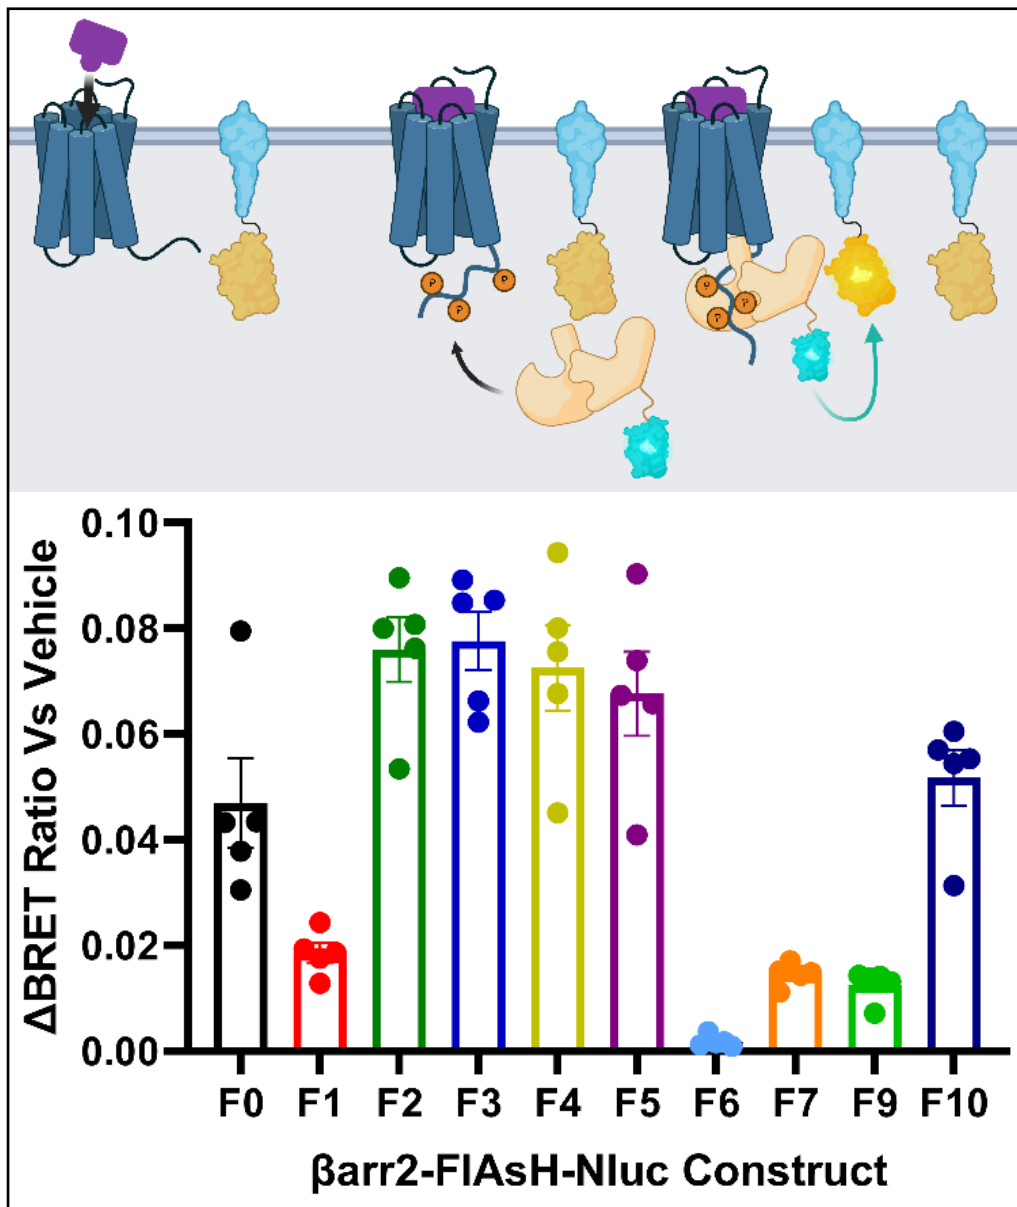 P
P
P
P
P
P
ΔBRET Ratio Vs Vehicle
0.10
0.08
0.06
0.04
0.02
0.00
F0 F1 F2 F3 F4 F5 F6 F7 F9 F10
βarr2-FlAsH-Nluc Construct